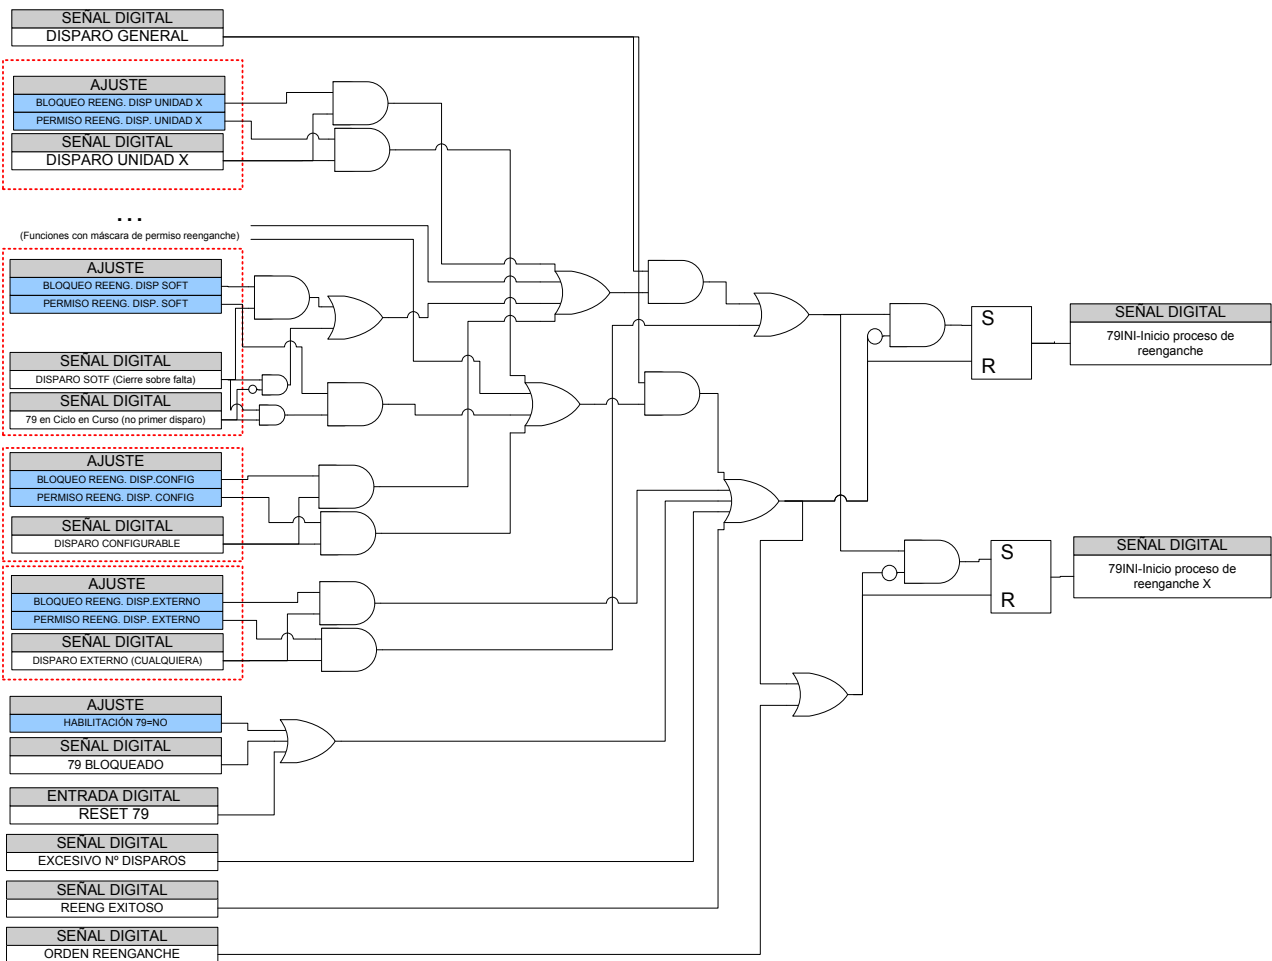 SEÑAL DIGITAL
DISPARO GENERAL
AJUSTE
BLOQUEO REENG. DISP UNIDAD X
PERMISO REENG. DISP. UNIDAD X
SEÑAL DIGITAL
DISPARO UNIDAD X
...
(Funciones con máscara de permiso reenganche)
AJUSTE
BLOQUEO REENG. DISP SOFT
PERMISO REENG. DISP. SOFT
SEÑAL DIGITAL
DISPARO SOTF (Cierre sobre falta)
SEÑAL DIGITAL
79 en Ciclo en Curso (no primer disparo)
AJUSTE
BLOQUEO REENG. DISP.CONFIG
PERMISO REENG. DISP. CONFIG
SEÑAL DIGITAL
DISPARO CONFIGURABLE
AJUSTE
BLOQUEO REENG. DISP.EXTERNO
PERMISO REENG. DISP. EXTERNO
SEÑAL DIGITAL
DISPARO EXTERNO (CUALQUIERA)
AJUSTE
HABILITACIÓN 79=NO
SEÑAL DIGITAL
79 BLOQUEADO
ENTRADA DIGITAL
RESET 79
SEÑAL DIGITAL
EXCESIVO Nº DISPAROS
SEÑAL DIGITAL
REENG EXITOSO
SEÑAL DIGITAL
ORDEN REENGANCHE
S
R
SEÑAL DIGITAL
79INI-Inicio proceso de
reenganche
S
R
SEÑAL DIGITAL
79INI-Inicio proceso de
reenganche X